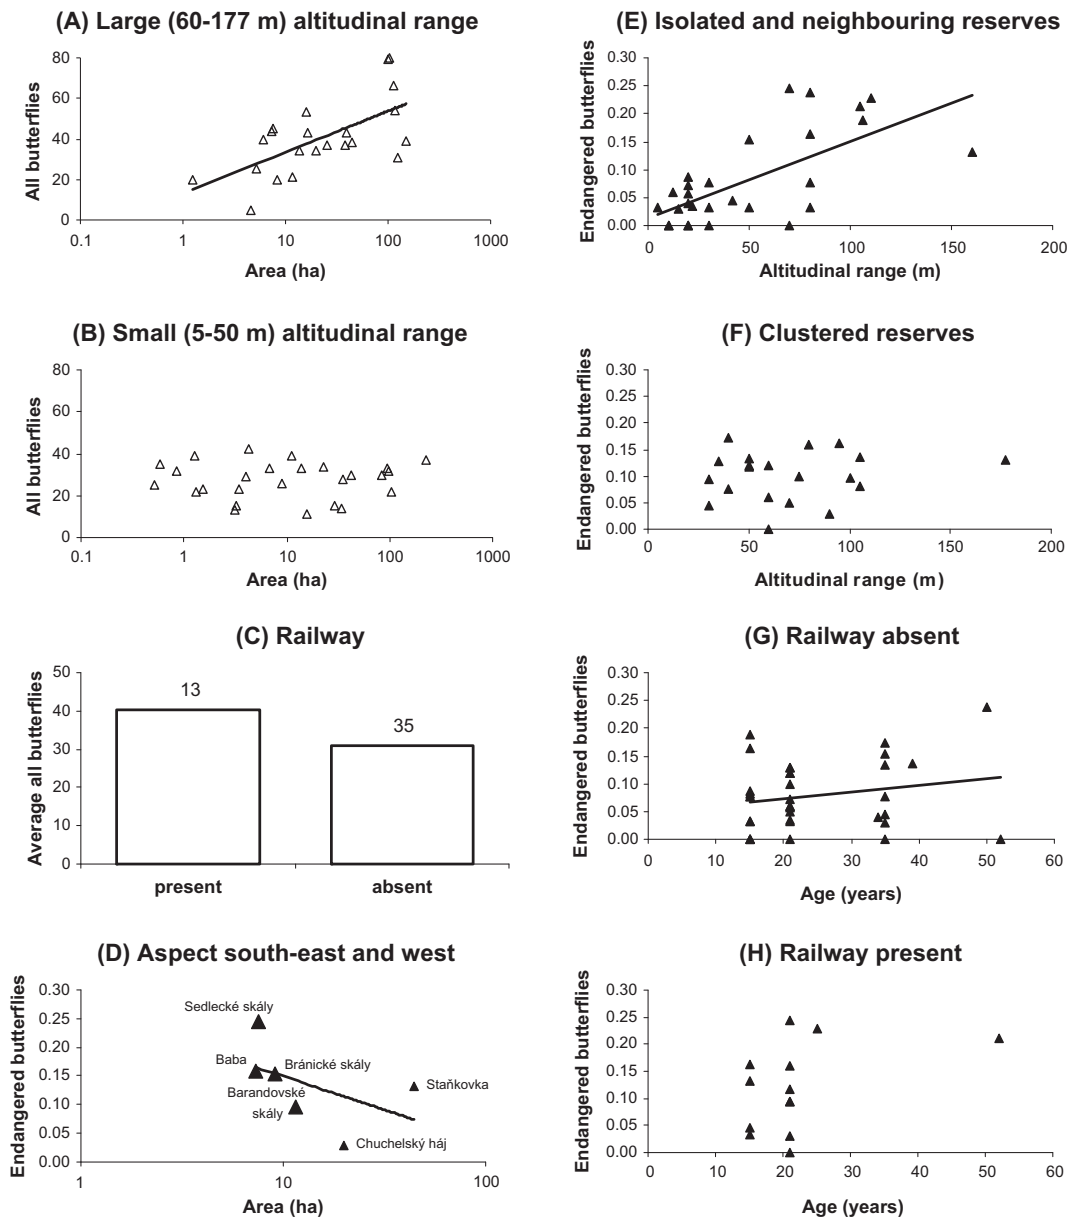 (A) Large (60-177 m) altitudinal range
All butterflies
80
60
40
20
0
0.1 1 10 100 1000
Area (ha)
(B) Small (5-50 m) altitudinal range
All butterflies
80
60
40
20
0
0.1 1 10 100 1000
Area (ha)
(C) Railway
Average all butterflies
50
40
30
20
10
0
13
35
present absent
(D) Aspect south-east and west
Endangered butterflies
0.30
0.25
0.20
0.15
0.10
0.05
0.00
Sedlecké skály
Baba
Bránické skály
Barandovské
skály
Staňkovka
Chuchelský háj
1 10 100
Area (ha)
(E) Isolated and neighbouring reserves
Endangered butterflies
0.30
0.25
0.20
0.15
0.10
0.05
0.00
0 50 100 150 200
Altitudinal range (m)
(F) Clustered reserves
Endangered butterflies
0.30
0.25
0.20
0.15
0.10
0.05
0.00
0 50 100 150 200
Altitudinal range (m)
(G) Railway absent
Endangered butterflies
0.30
0.25
0.20
0.15
0.10
0.05
0.00
0 10 20 30 40 50 60
Age (years)
(H) Railway present
Endangered butterflies
0.30
0.25
0.20
0.15
0.10
0.05
0.00
0 10 20 30 40 50 60
Age (years)